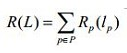 R(L) = ∑_{p∈P} R_p(l_p)